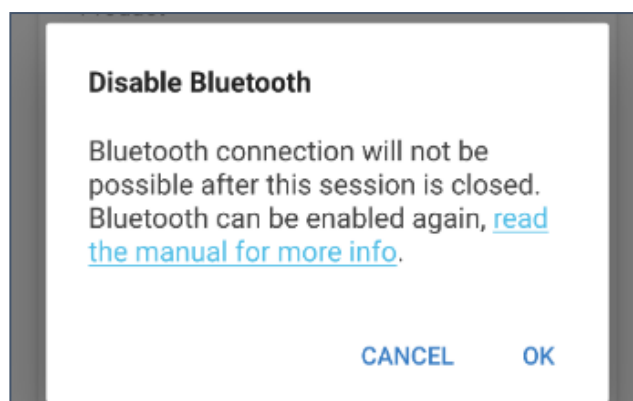 Disable Bluetooth
Bluetooth connection will not be
possible after this session is closed.
Bluetooth can be enabled again, read
the manual for more info.
CANCEL OK